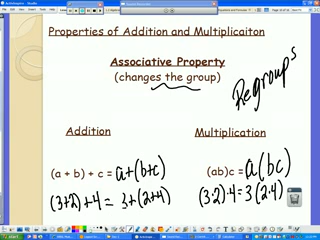 Properties of Addition and Multiplicaiton
Associative Property
(changes the group)
Regroups
Addition
Multiplication
(a + b) + c = a+(b+c)
(ab)c = a(bc)
(3+2)+4 = 3+(2+4)
(3·2)·4 = 3(2·4)